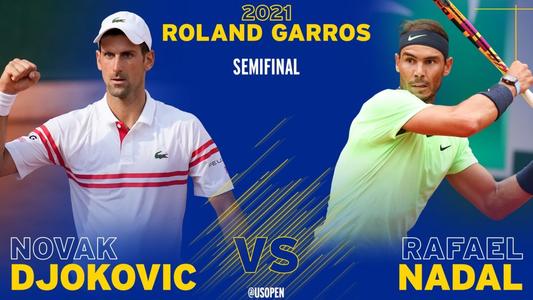 2021
ROLAND GARROS
SEMIFINAL
NOVAK
DJOKOVIC
VS
RAFAEL
NADAL
@USOPEN